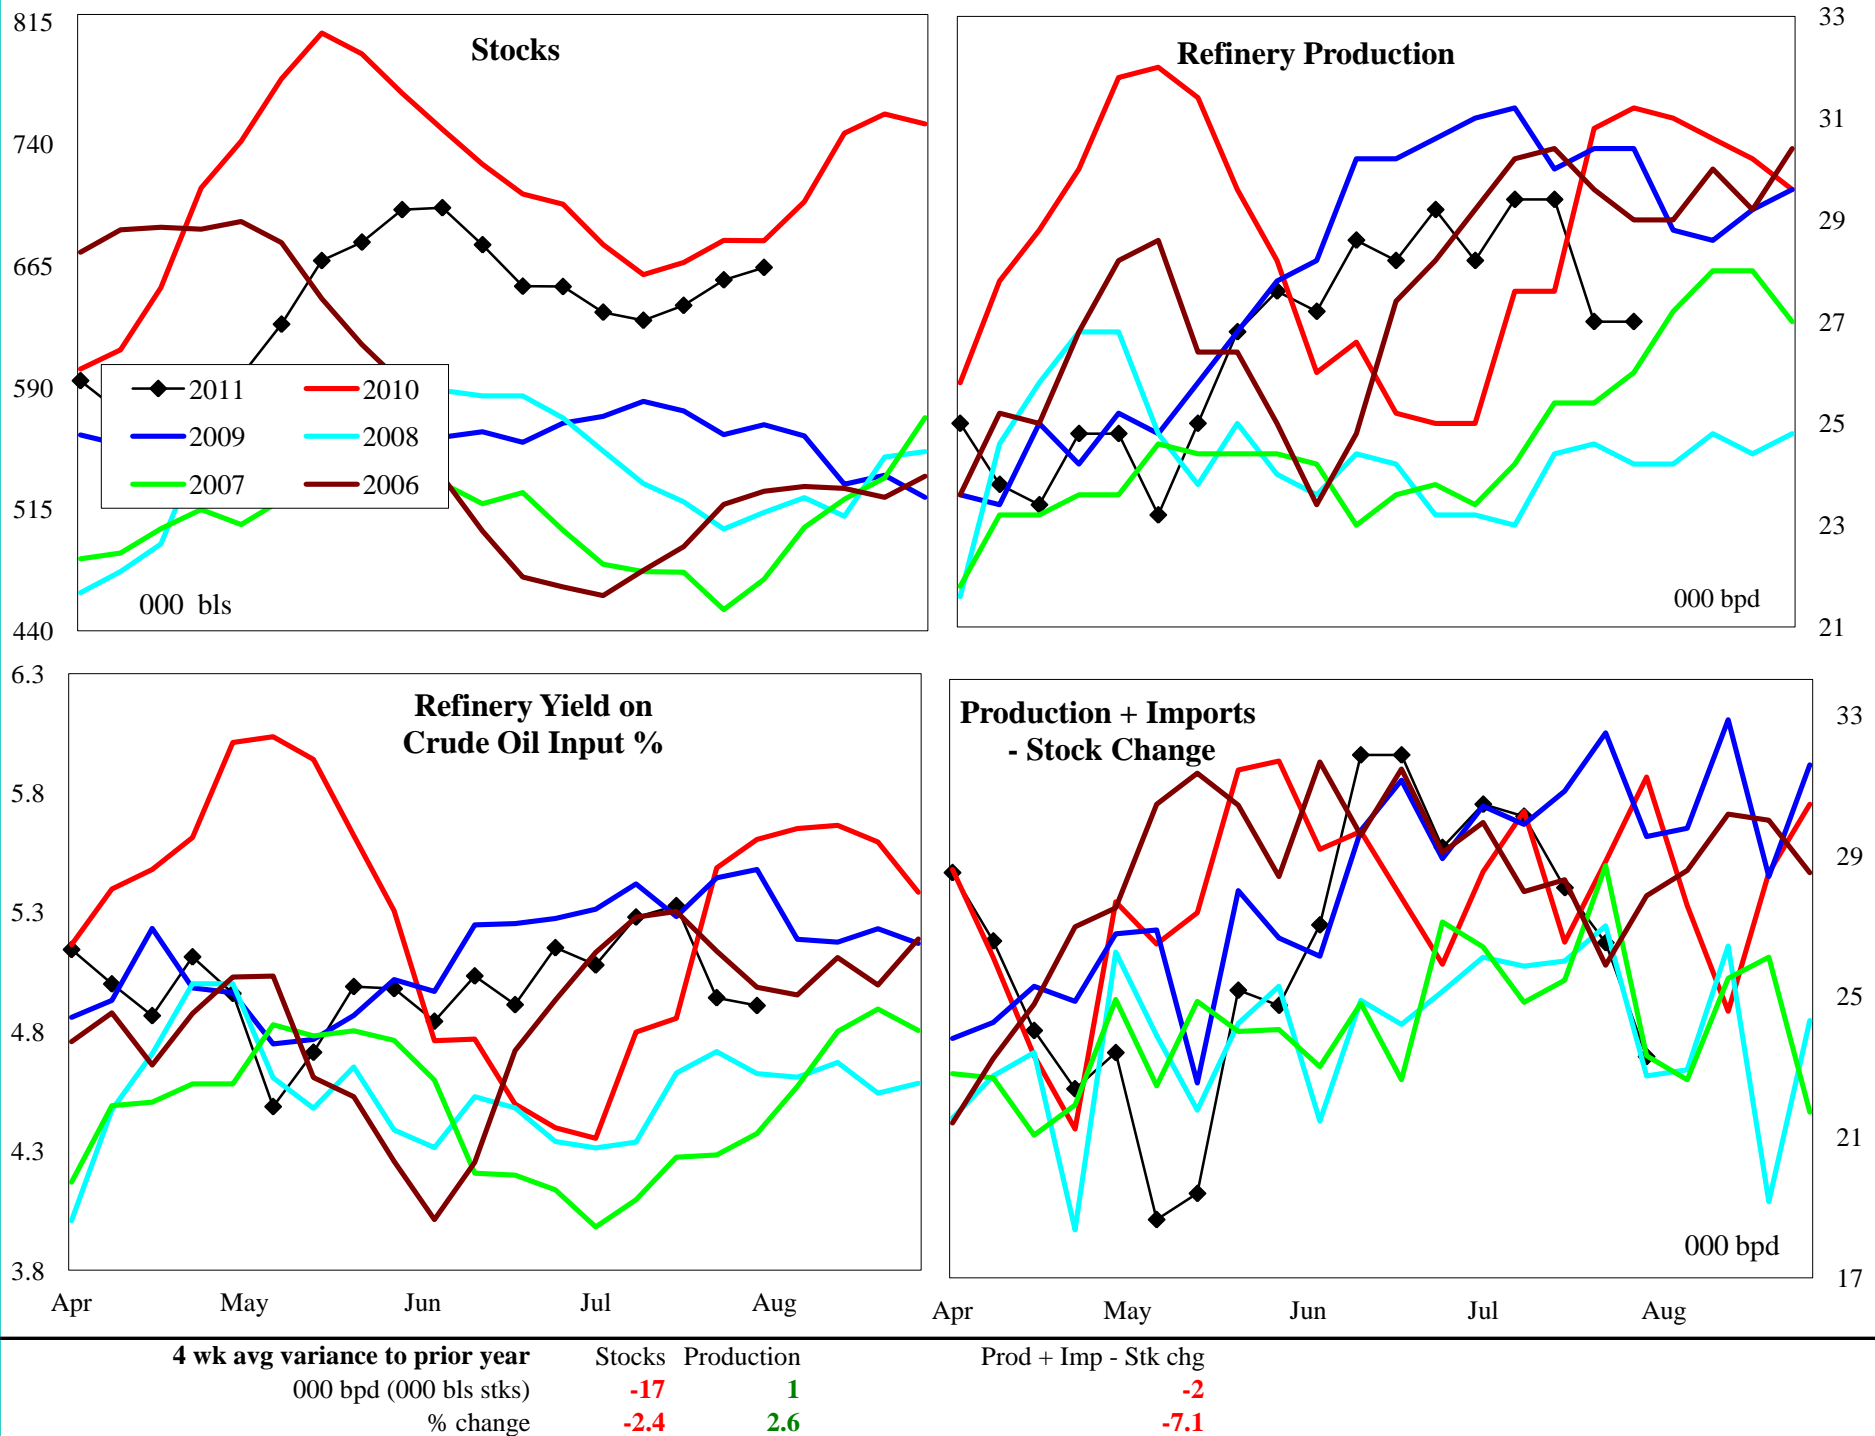 Stocks
815
740
665
590
515
440
2011
2010
2009
2008
2007
2006
000 bls
Refinery Production
33
31
29
27
25
23
21
000 bpd
Refinery Yield on
Crude Oil Input %
6.3
5.8
5.3
4.8
4.3
3.8
Apr May Jun Jul Aug
Production + Imports
- Stock Change
33
29
25
21
17
000 bpd
Apr May Jun Jul Aug
4 wk avg variance to prior year Stocks Production Prod + Imp - Stk chg
000 bpd (000 bls stks) -17 1 -2
% change -2.4 2.6 -7.1